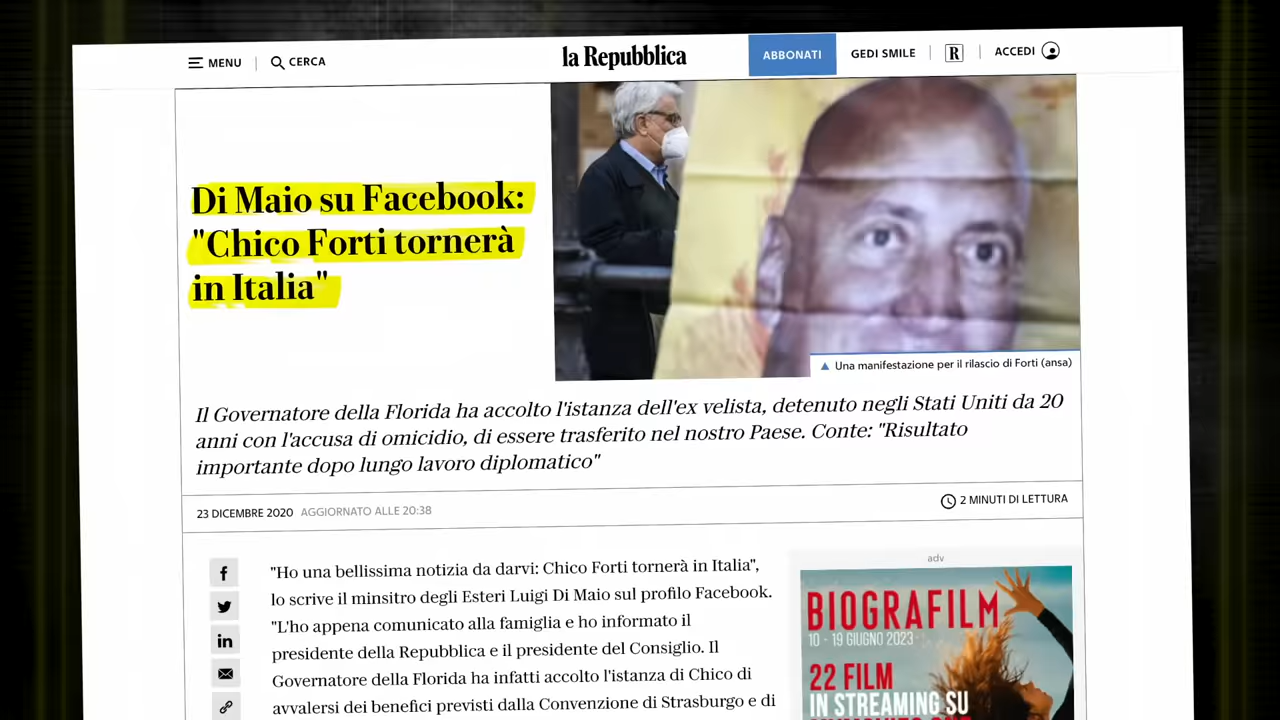 MENU
CERCA
la Repubblica
ABBONATI
GEDI SMILE
R
ACCEDI
Di Maio su Facebook:
"Chico Forti tornerà
in Italia"
Una manifestazione per il rilascio di Forti (ansa)
Il Governatore della Florida ha accolto l'istanza dell'ex velista, detenuto negli Stati Uniti da 20
anni con l'accusa di omicidio, di essere trasferito nel nostro Paese. Conte: "Risultato
importante dopo lungo lavoro diplomatico"
23 DICEMBRE 2020 AGGIORNATO ALLE 20:38
2 MINUTI DI LETTURA
"Ho una bellissima notizia da darvi: Chico Forti tornerà in Italia",
lo scrive il minsitro degli Esteri Luigi Di Maio sul profilo Facebook.
"L'ho appena comunicato alla famiglia e ho informato il
presidente della Repubblica e il presidente del Consiglio. Il
Governatore della Florida ha infatti accolto l'istanza di Chico di
avvalersi dei benefici previsti dalla Convenzione di Strasburgo e di
adv
BIOGRAFILM
10 - 19 GIUGNO 2023
22 FILM
IN STREAMING SU